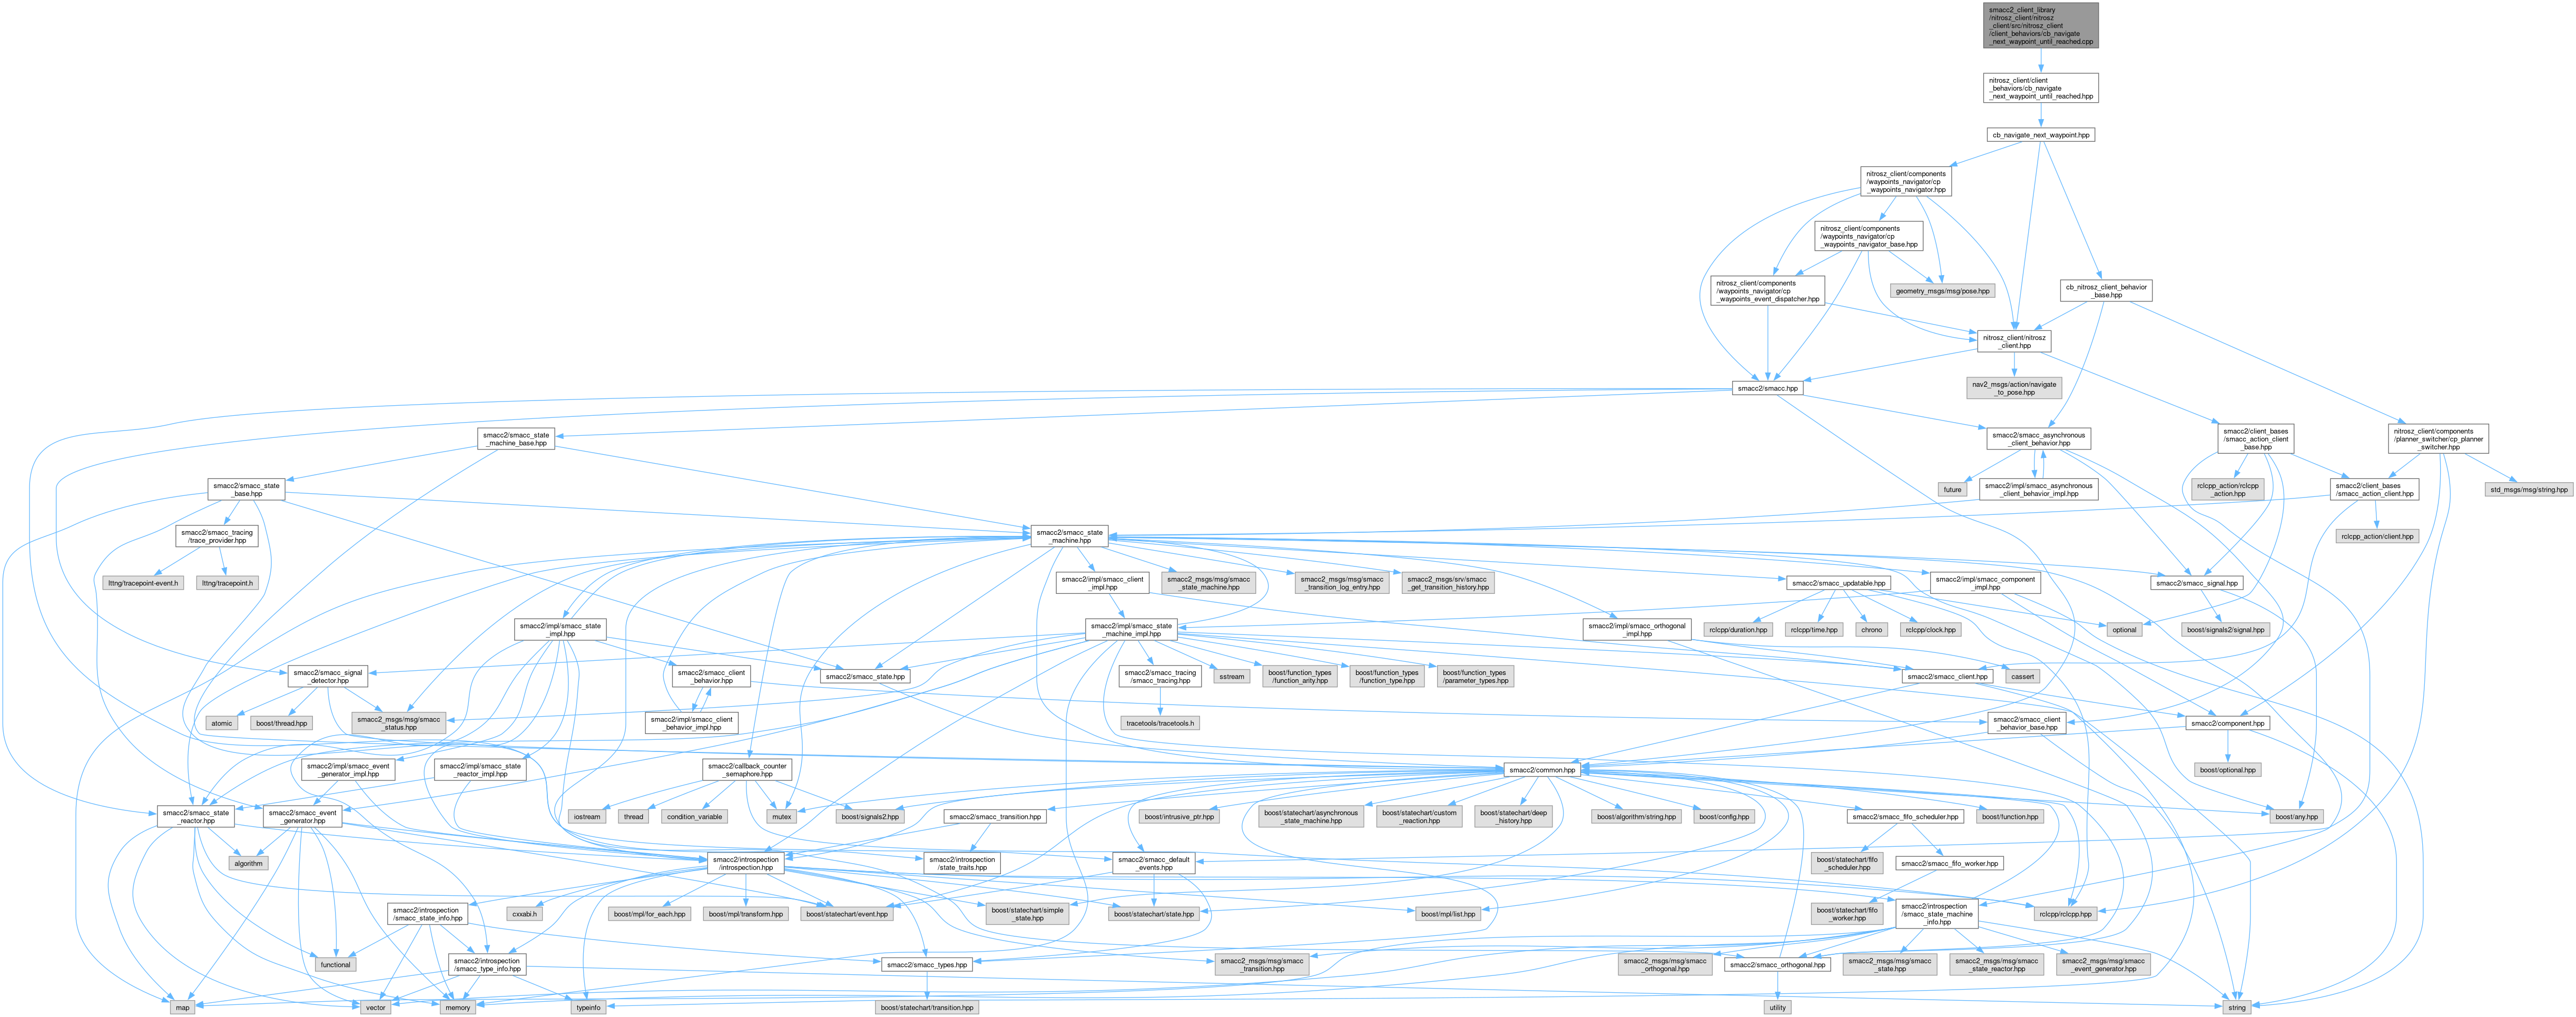 smacc2_client_library
/nitrosz_client/nitrosz
_client/src/nitrosz_client
/client_behaviors/cb_navigate
_next_waypoint_until_reached.cpp
nitrosz_client/client
_behaviors/cb_navigate
_next_waypoint_until_reached.hpp
cb_navigate_next_waypoint.hpp
nitrosz_client/components
/waypoints_navigator/cp
_waypoints_navigator.hpp
nitrosz_client/components
/waypoints_navigator/cp
_waypoints_navigator_base.hpp
nitrosz_client/components
/waypoints_navigator/cp
_waypoints_event_dispatcher.hpp
geometry_msgs/msg/pose.hpp
cb_nitrosz_client_behavior
_base.hpp
nitrosz_client/nitrosz
_client.hpp
smacc2/smacc.hpp
nav2_msgs/action/navigate
_to_pose.hpp
smacc2/smacc_state
_machine_base.hpp
smacc2/smacc_asynchronous
_client_behavior.hpp
smacc2/client_bases
/smacc_action_client
_base.hpp
nitrosz_client/components
/planner_switcher/cp_planner
_switcher.hpp
smacc2/smacc_state
_base.hpp
future
smacc2/impl/smacc_asynchronous
_client_behavior_impl.hpp
rclcpp_action/rclcpp
_action.hpp
smacc2/client_bases
/smacc_action_client.hpp
std_msgs/msg/string.hpp
smacc2/smacc_tracing
/trace_provider.hpp
smacc2/smacc_state
_machine.hpp
rclcpp_action/client.hpp
lttng/tracepoint-event.h
lttng/tracepoint.h
smacc2/impl/smacc_client
_impl.hpp
smacc2_msgs/msg/smacc
_state_machine.hpp
smacc2_msgs/msg/smacc
_transition_log_entry.hpp
smacc2_msgs/srv/smacc
_get_transition_history.hpp
smacc2/smacc_updatable.hpp
smacc2/impl/smacc_component
_impl.hpp
smacc2/smacc_signal.hpp
smacc2/impl/smacc_state
_impl.hpp
smacc2/impl/smacc_state
_machine_impl.hpp
smacc2/impl/smacc_orthogonal
_impl.hpp
rclcpp/duration.hpp
rclcpp/time.hpp
chrono
rclcpp/clock.hpp
optional
boost/signals2/signal.hpp
smacc2/smacc_signal
_detector.hpp
smacc2/smacc_client
_behavior.hpp
smacc2/smacc_state.hpp
smacc2/smacc_tracing
/smacc_tracing.hpp
sstream
boost/function_types
/function_arity.hpp
boost/function_types
/function_type.hpp
boost/function_types
/parameter_types.hpp
smacc2/smacc_client.hpp
cassert
atomic
boost/thread.hpp
smacc2_msgs/msg/smacc
_status.hpp
smacc2/impl/smacc_client
_behavior_impl.hpp
tracetools/tracetools.h
smacc2/smacc_client
_behavior_base.hpp
smacc2/component.hpp
smacc2/impl/smacc_event
_generator_impl.hpp
smacc2/impl/smacc_state
_reactor_impl.hpp
smacc2/callback_counter
_semaphore.hpp
smacc2/common.hpp
boost/optional.hpp
smacc2/smacc_state
_reactor.hpp
smacc2/smacc_event
_generator.hpp
iostream
thread
condition_variable
mutex
boost/signals2.hpp
smacc2/smacc_transition.hpp
boost/intrusive_ptr.hpp
boost/statechart/asynchronous
_state_machine.hpp
boost/statechart/custom
_reaction.hpp
boost/statechart/deep
_history.hpp
boost/algorithm/string.hpp
boost/config.hpp
smacc2/smacc_fifo_scheduler.hpp
boost/function.hpp
boost/any.hpp
algorithm
smacc2/introspection
/introspection.hpp
smacc2/introspection
/state_traits.hpp
smacc2/smacc_default
_events.hpp
boost/statechart/fifo
_scheduler.hpp
smacc2/smacc_fifo_worker.hpp
smacc2/introspection
/smacc_state_info.hpp
cxxabi.h
boost/mpl/for_each.hpp
boost/mpl/transform.hpp
boost/statechart/event.hpp
boost/statechart/simple
_state.hpp
boost/statechart/state.hpp
boost/mpl/list.hpp
boost/statechart/fifo
_worker.hpp
smacc2/introspection
/smacc_state_machine
_info.hpp
rclcpp/rclcpp.hpp
functional
smacc2/introspection
/smacc_type_info.hpp
smacc2/smacc_types.hpp
smacc2_msgs/msg/smacc
_transition.hpp
smacc2_msgs/msg/smacc
_orthogonal.hpp
smacc2/smacc_orthogonal.hpp
smacc2_msgs/msg/smacc
_state.hpp
smacc2_msgs/msg/smacc
_state_reactor.hpp
smacc2_msgs/msg/smacc
_event_generator.hpp
map
vector
memory
typeinfo
boost/statechart/transition.hpp
utility
string